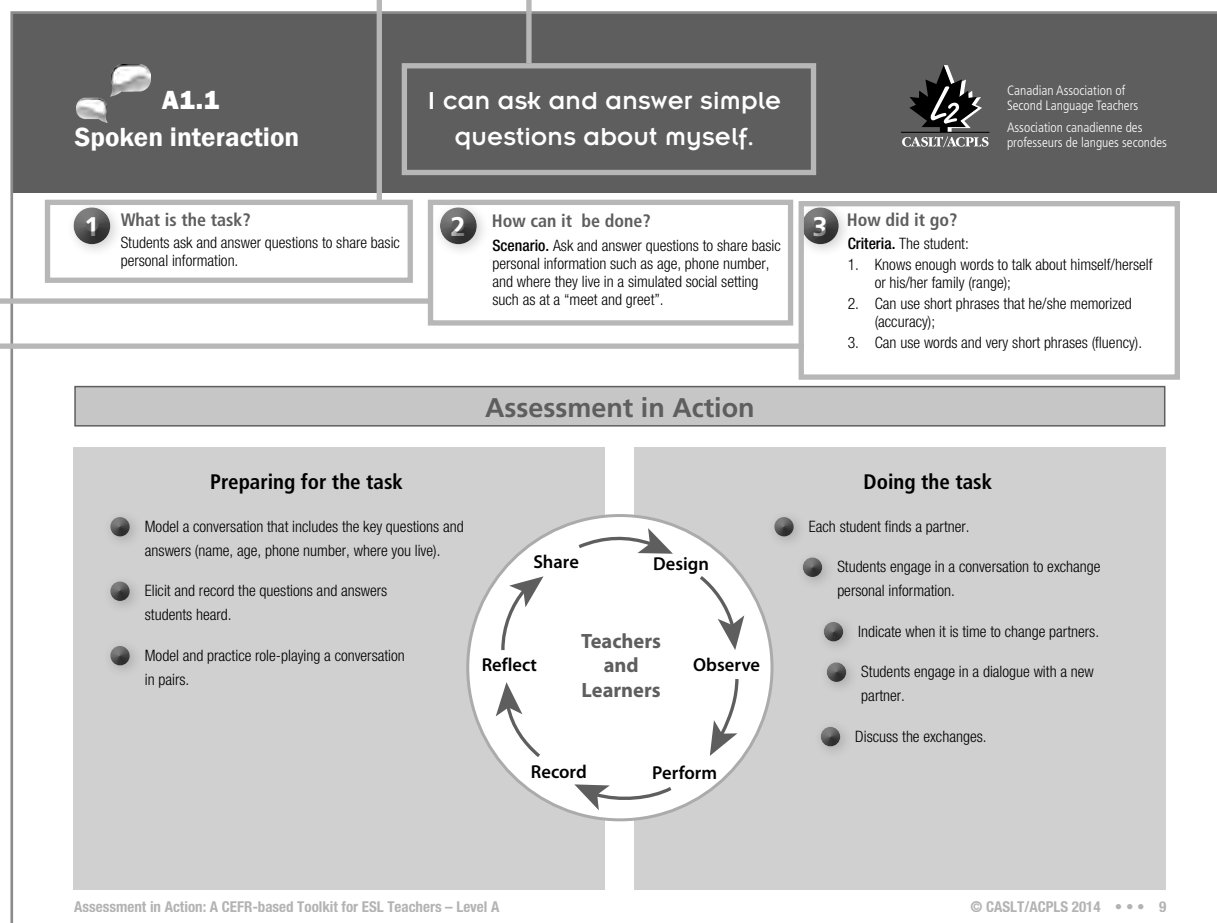 A1.1
Spoken interaction
I can ask and answer simple
questions about myself.
L2
CASLT/ACPLS
Canadian Association of
Second Language Teachers
Association canadienne des
professeurs de langues secondes
1
What is the task?
Students ask and answer questions to share basic
personal information.
2
How can it be done?
Scenario. Ask and answer questions to share basic
personal information such as age, phone number,
and where they live in a simulated social setting
such as at a “meet and greet”.
3
How did it go?
Criteria. The student:
1. Knows enough words to talk about himself/herself
or his/her family (range);
2. Can use short phrases that he/she memorized
(accuracy);
3. Can use words and very short phrases (fluency).
Assessment in Action
Preparing for the task
Model a conversation that includes the key questions and
answers (name, age, phone number, where you live).
Elicit and record the questions and answers
students heard.
Model and practice role-playing a conversation
in pairs.
Share
Design
Observe
Perform
Record
Reflect
Teachers
and
Learners
Doing the task
Each student finds a partner.
Students engage in a conversation to exchange
personal information.
Indicate when it is time to change partners.
Students engage in a dialogue with a new
partner.
Discuss the exchanges.
Assessment in Action: A CEFR-based Toolkit for ESL Teachers – Level A
© CASLT/ACPLS 2014 • • • 9